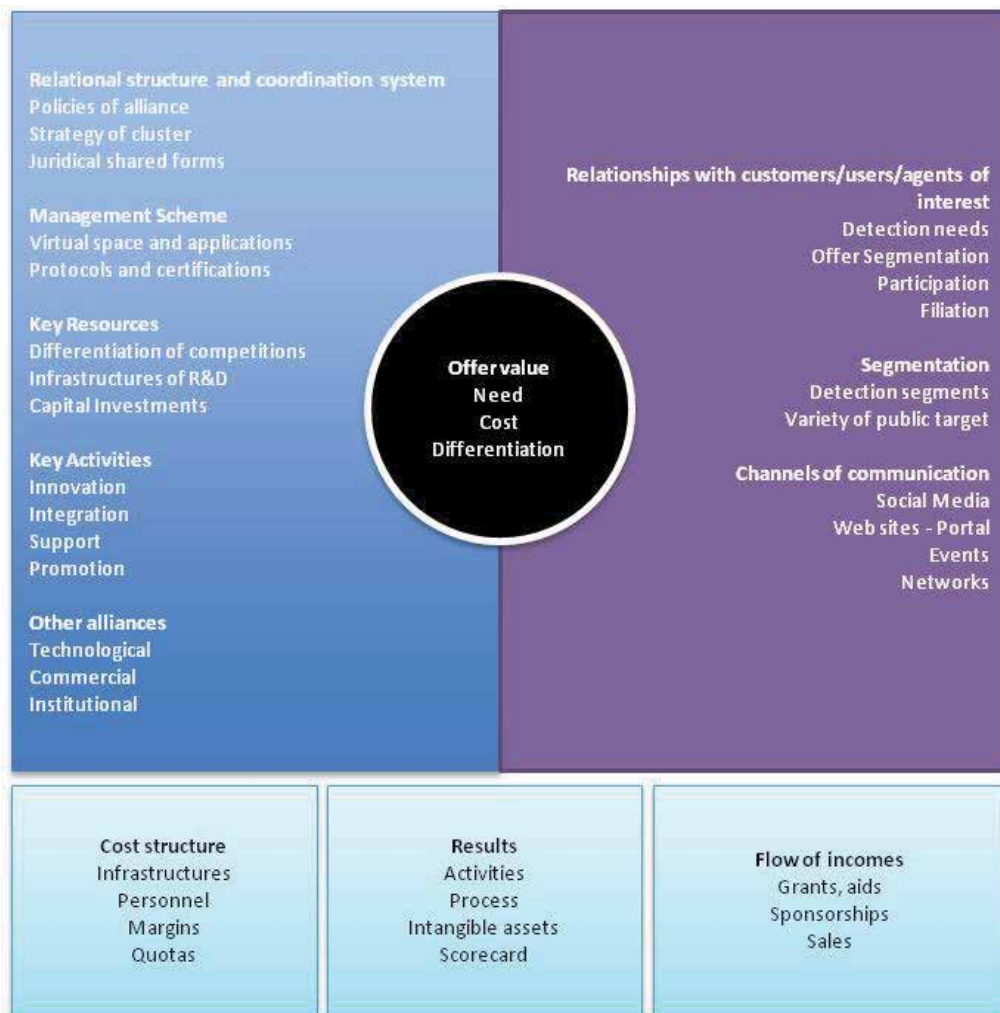 Relational structure and coordination system
Policies of alliance
Strategy of cluster
Juridical shared forms
Management Scheme
Virtual space and applications
Protocols and certifications
Key Resources
Differentiation of competitions
Infrastructures of R&D
Capital Investments
Key Activities
Innovation
Integration
Support
Promotion
Other alliances
Technological
Commercial
Institutional
Offer value
Need
Cost
Differentiation
Relationships with customers/users/agents of
interest
Detection needs
Offer Segmentation
Participation
Filiation
Segmentation
Detection segments
Variety of public target
Channels of communication
Social Media
Web sites - Portal
Events
Networks
Cost structure
Infrastructures
Personnel
Margins
Quotas
Results
Activities
Process
Intangible assets
Scorecard
Flow of incomes
Grants, aids
Sponsorships
Sales